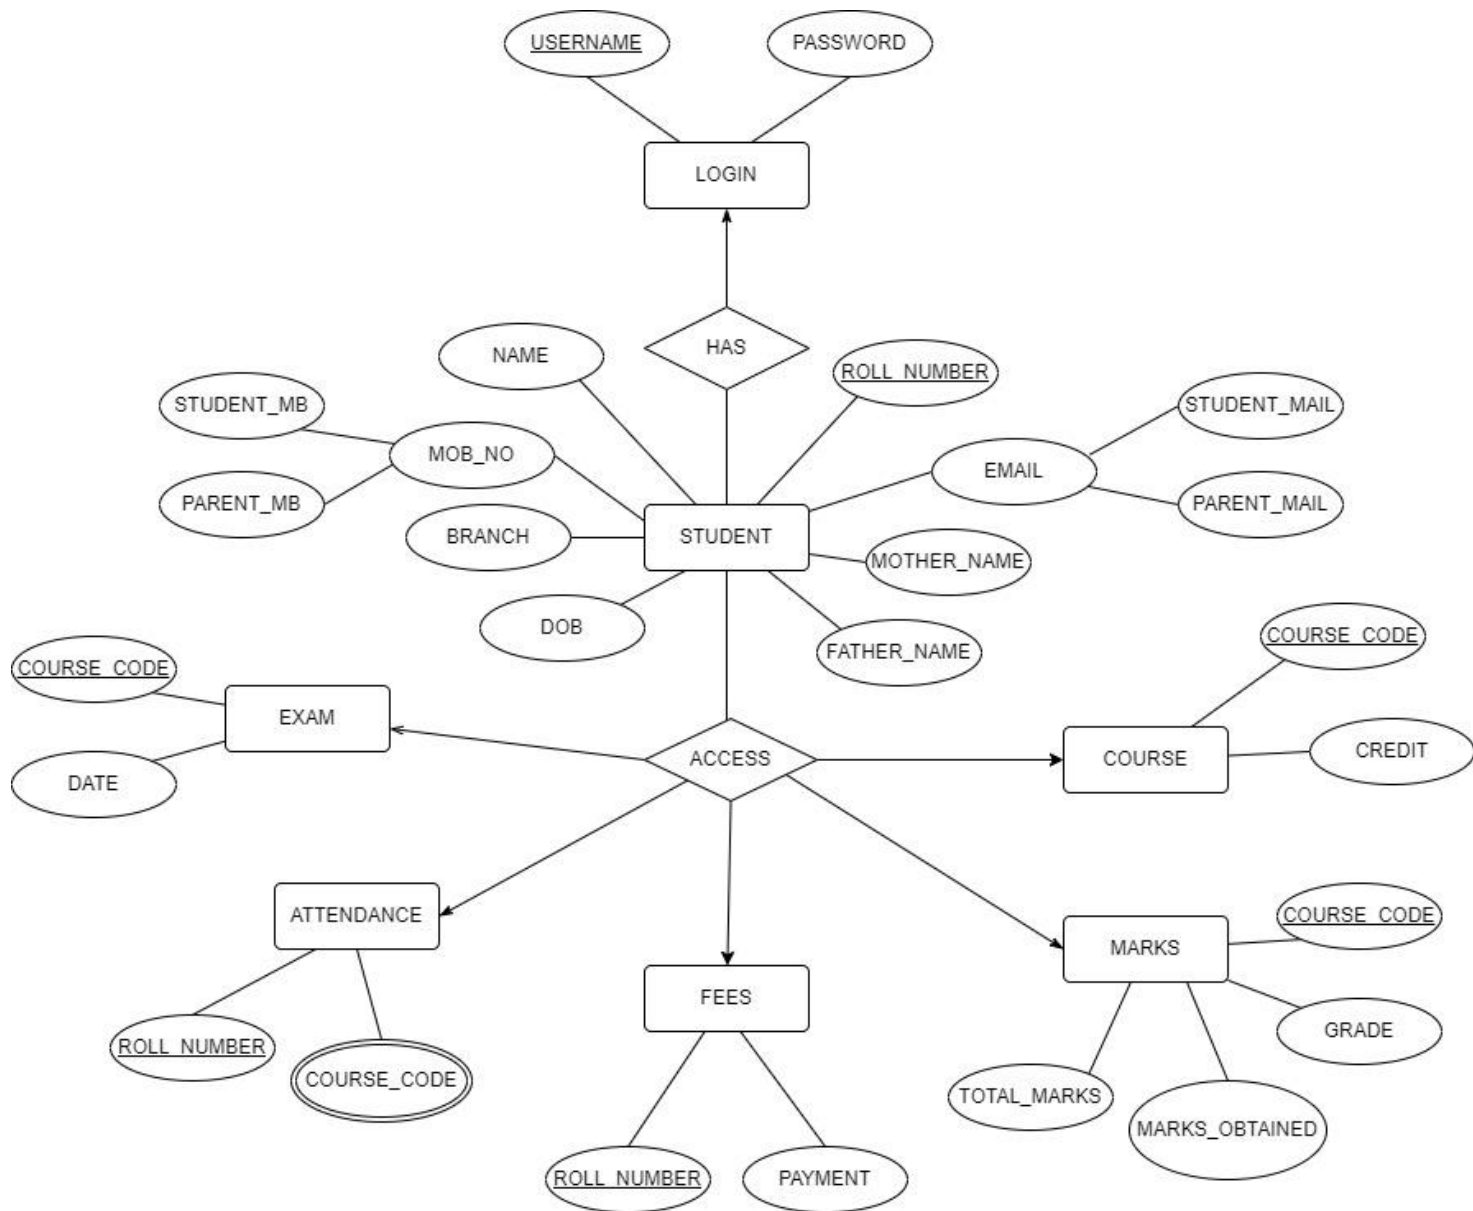 USERNAME
PASSWORD
LOGIN
HAS
NAME
ROLL_NUMBER
STUDENT_MB
STUDENT_MAIL
MOB_NO
EMAIL
PARENT_MB
PARENT_MAIL
BRANCH
STUDENT
MOTHER_NAME
DOB
FATHER_NAME
COURSE_CODE
COURSE_CODE
EXAM
ACCESS
COURSE
CREDIT
DATE
ATTENDANCE
COURSE_CODE
MARKS
FEES
GRADE
ROLL_NUMBER
COURSE_CODE
TOTAL_MARKS
MARKS_OBTAINED
ROLL_NUMBER
PAYMENT